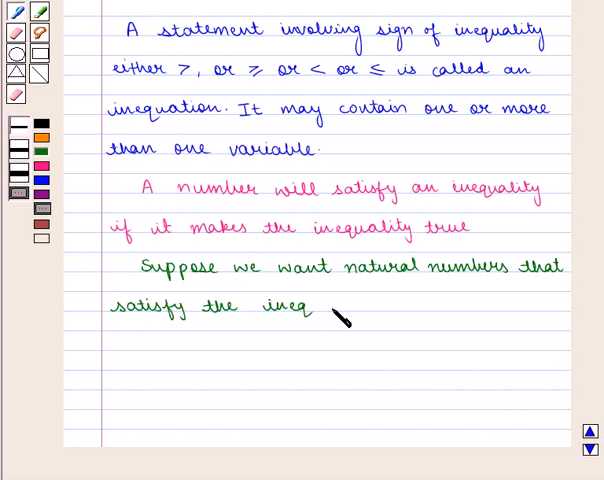 A statement involving sign of inequality
either >, or ⩾ or < or ≤ is called an
inequation. It may contain one or more
than one variable.
A number will satisfy an inequality
if it makes the inequality true
Suppose we want natural numbers that
satisfy the ineq